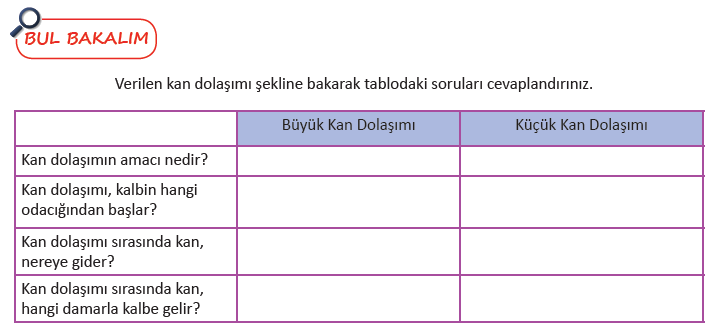 BUL BAKALIM
Verilen kan dolaşımı şekline bakarak tablodaki soruları cevaplandırınız.
Büyük Kan Dolaşımı
Küçük Kan Dolaşımı
Kan dolaşımın amacı nedir?
Kan dolaşımı, kalbin hangi
odacığından başlar?
Kan dolaşımı sırasında kan,
nereye gider?
Kan dolaşımı sırasında kan,
hangi damarla kalbe gelir?